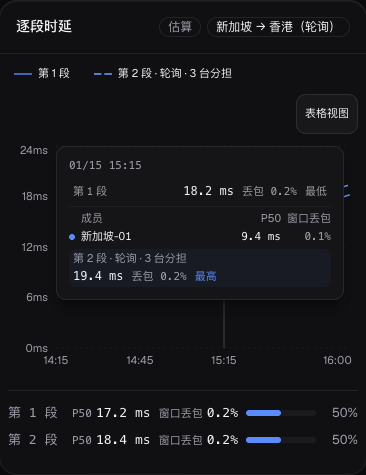 逐段时延
估算
新加坡 → 香港（轮询）
第 1 段
第 2 段 · 轮询 · 3 台分担
表格视图
24ms
01/15 15:15
第 1 段 18.2 ms 丢包 0.2% 最低
18ms
成员 P50 窗口丢包
新加坡-01 9.4 ms 0.1%
12ms
第 2 段 · 轮询 · 3 台分担
19.4 ms 丢包 0.2% 最高
6ms
0ms
14:15 14:45 15:15 16:00
第 1 段 P50 17.2 ms 窗口丢包 0.2% 50%
第 2 段 P50 18.4 ms 窗口丢包 0.2% 50%